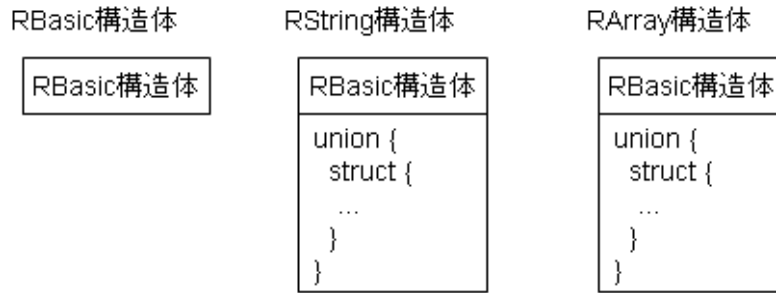 RBasic構造体
RBasic構造体
RString構造体
RBasic構造体
union {
struct {
...
}
}
RArray構造体
RBasic構造体
union {
struct {
...
}
}